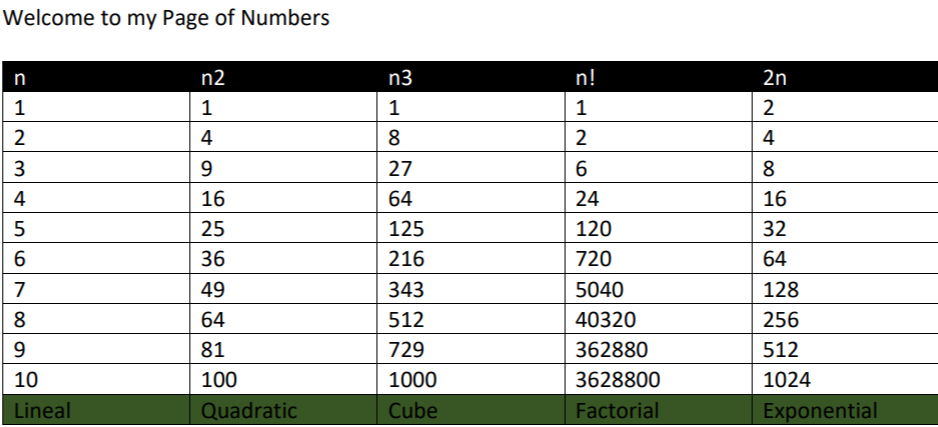 Welcome to my Page of Numbers
n n2 n3 n! 2n
1 1 1 1 2
2 4 8 2 4
3 9 27 6 8
4 16 64 24 16
5 25 125 120 32
6 36 216 720 64
7 49 343 5040 128
8 64 512 40320 256
9 81 729 362880 512
10 100 1000 3628800 1024
Lineal Quadratic Cube Factorial Exponential